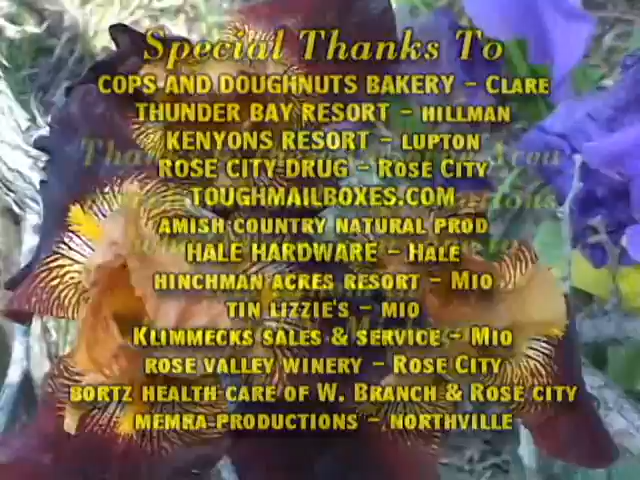 Special Thanks To
COPS AND DOUGHNUTS BAKERY - CLARE
THUNDER BAY RESORT - HILLMAN
KENYONS RESORT - LUPTON
ROSE CITY DRUG - ROSE CITY
TOUGHMAILBOXES.COM
AMISH COUNTRY NATURAL PROD
HALE HARDWARE - HALE
HINCHMAN ACRES RESORT - MIO
TIN LIZZIE'S - MIO
KLIMMECKS SALES & SERVICE - MIO
ROSE VALLEY WINERY - ROSE CITY
BORTZ HEALTH CARE OF W. BRANCH & ROSE CITY
MEMRA PRODUCTIONS - NORTHVILLE